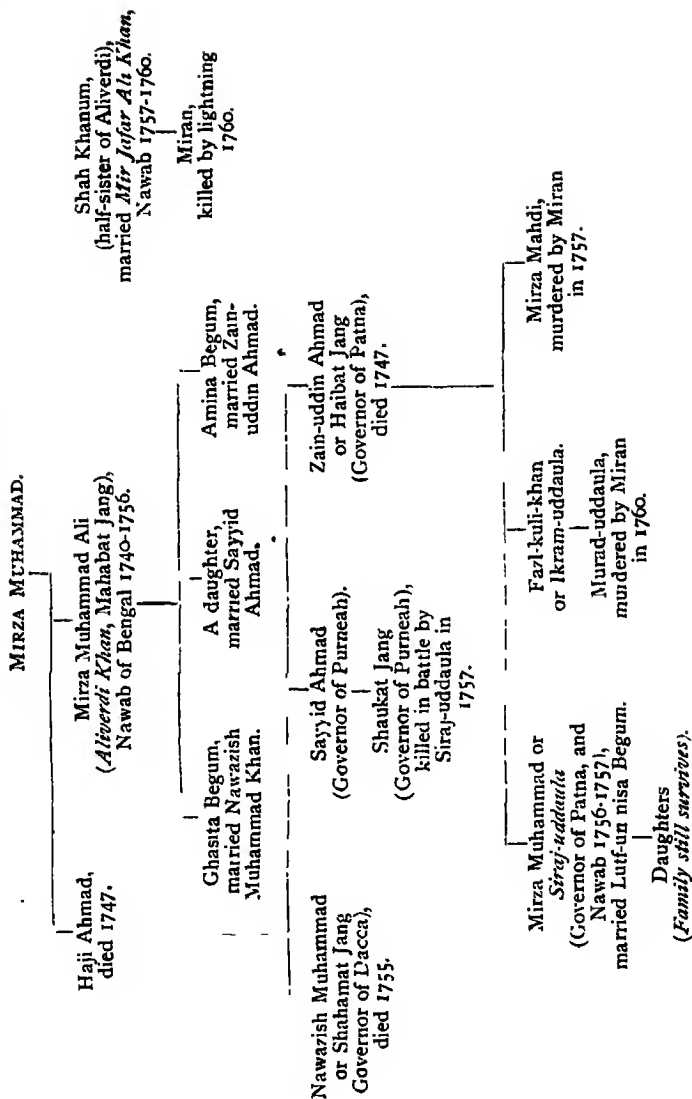 MIRZA MUHAMMAD.
Haji Ahmad,
died 1747.
Mirza Muhammad Ali
(Aliverdi Khan, Mahabat Jang),
Nawab of Bengal 1740-1756.
Shah Khanum,
(half-sister of Aliverdi),
married Mir Jafar Ali Khan,
Nawab 1757-1760.
Miran,
killed by lightning
1760.
Ghasita Begum,
married Nawazish
Muhammad Khan.
A daughter,
married Sayyid
Ahmad.
Amina Begum,
married Zain-
uddin Ahmad.
Nawazish Muhammad
or Shahamat Jang
Governor of Dacca),
died 1755.
Sayyid Ahmad
(Governor of Purneah).
Shaukat Jang
(Governor of Purneah),
killed in battle by
Siraj-uddaula in
1757.
Zain-uddin Ahmad
or Haibat Jang
(Governor of Patna),
died 1747.
Mirza Muhammad or
Siraj-uddaula
(Governor of Patna, and
Nawab 1756-1757),
married Lutf-un nisa Begum.
Daughters
(Family still survives).
Fazl-kuli-khan
or Ikram-uddaula.
Murad-uddaula,
murdered by Miran
in 1760.
Mirza Mahdi,
murdered by Miran
in 1757.